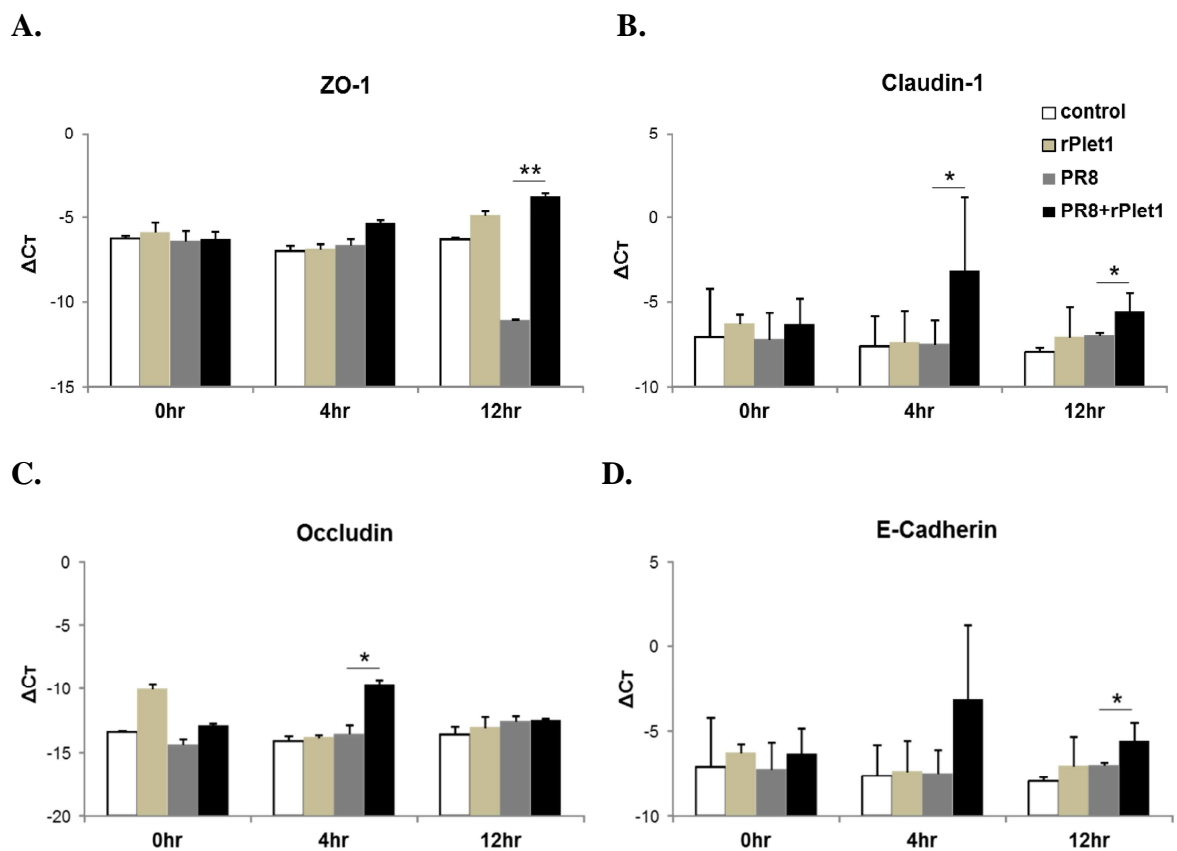 A.
ZO-1
ΔCT
0
-5
-10
-15
**
0hr
4hr
12hr
B.
Claudin-1
ΔCT
5
0
-5
-10
*
*
0hr
4hr
12hr
control
rPlet1
PR8
PR8+rPlet1
C.
Occludin
ΔCT
0
-5
-10
-15
-20
*
0hr
4hr
12hr
D.
E-Cadherin
ΔCT
5
0
-5
-10
*
0hr
4hr
12hr